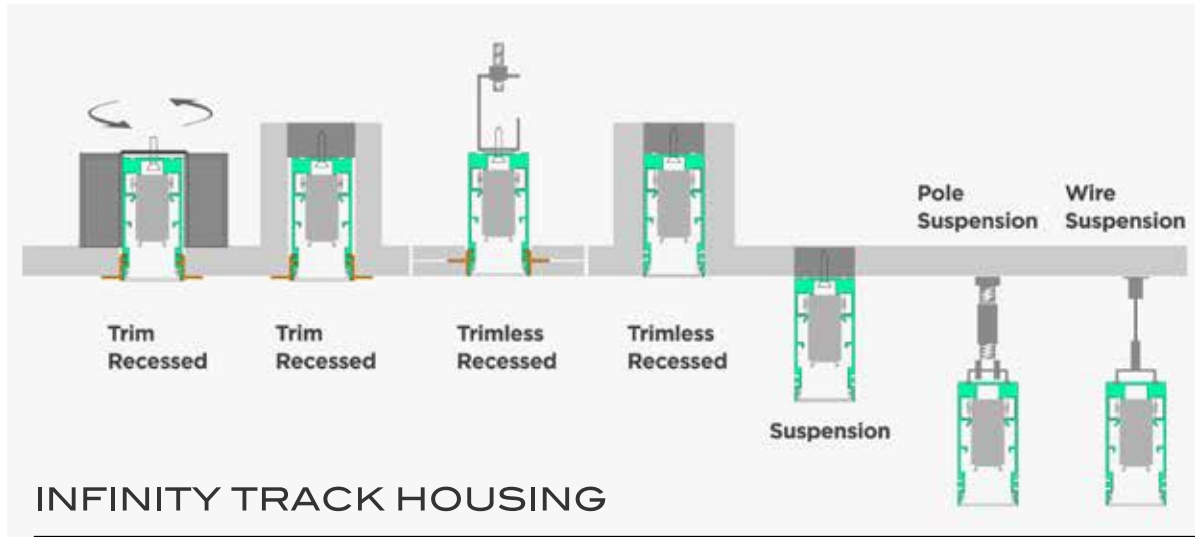 Pole
Suspension
Wire
Suspension
Trim
Recessed
Trim
Recessed
Trimless
Recessed
Trimless
Recessed
Suspension
INFINITY TRACK HOUSING